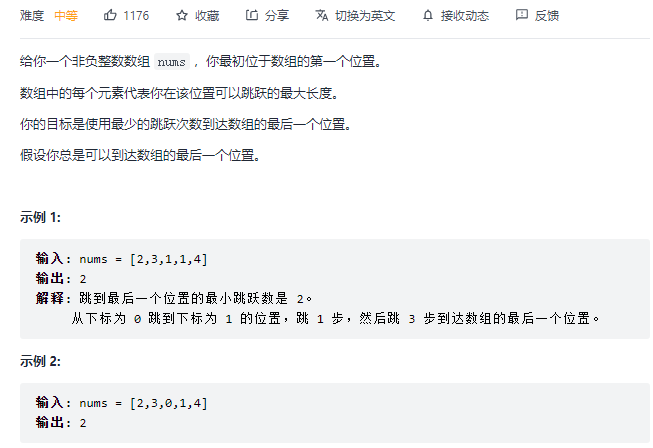 难度 中等 1176 收藏 分享 切换为英文 接收动态 反馈
给你一个非负整数数组 nums ，你最初位于数组的第一个位置。
数组中的每个元素代表你在该位置可以跳跃的最大长度。
你的目标是使用最少的跳跃次数到达数组的最后一个位置。
假设你总是可以到达数组的最后一个位置。
示例 1:
输入: nums = [2,3,1,1,4]
输出: 2
解释: 跳到最后一个位置的最小跳跃数是 2。
从下标为 0 跳到下标为 1 的位置，跳 1 步，然后跳 3 步到达数组的最后一个位置。
示例 2:
输入: nums = [2,3,0,1,4]
输出: 2